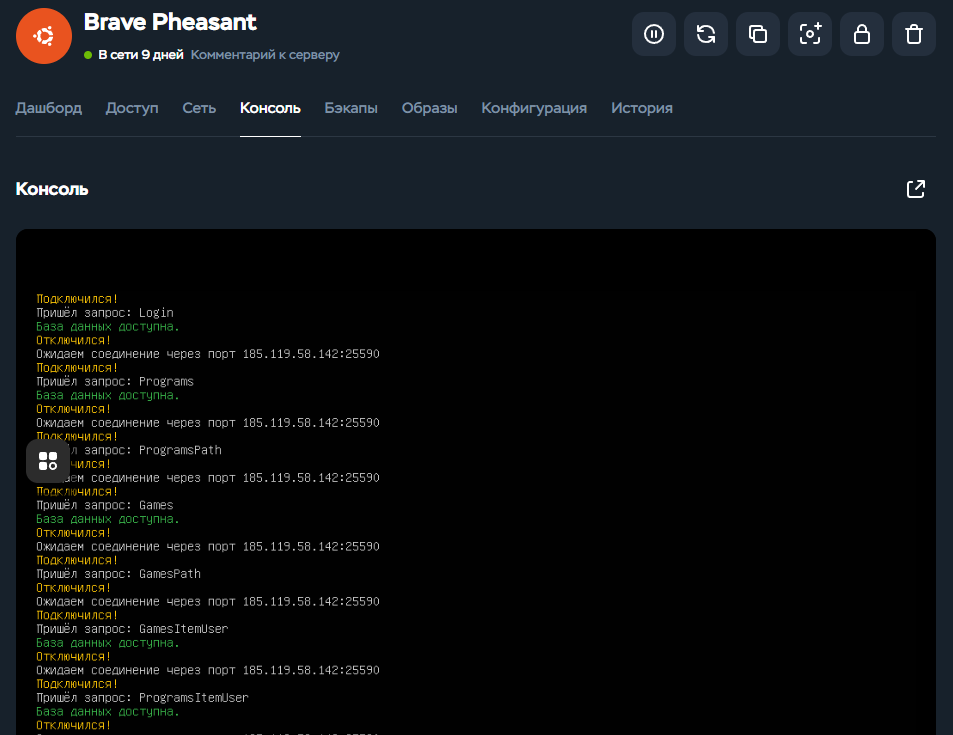 Brave Pheasant
В сети 9 дней Комментарий к серверу
Дашборд Доступ Сеть Консоль Бэкапы Образы Конфигурация История
Консоль
Подключился!
Пришёл запрос: Login
База данных доступна.
Отключился!
Ожидаем соединение через порт 185.119.58.142:25590
Подключился!
Пришёл запрос: Programs
База данных доступна.
Отключился!
Ожидаем соединение через порт 185.119.58.142:25590
Подключился!
запрос: ProgramsPath
Ожидаем соединение через порт 185.119.58.142:25590
Подключился!
Пришёл запрос: Games
База данных доступна.
Отключился!
Ожидаем соединение через порт 185.119.58.142:25590
Подключился!
Пришёл запрос: GamesPath
Отключился!
Ожидаем соединение через порт 185.119.58.142:25590
Подключился!
Пришёл запрос: GamesItemUser
База данных доступна.
Отключился!
Ожидаем соединение через порт 185.119.58.142:25590
Подключился!
Пришёл запрос: ProgramsItemUser
База данных доступна.
Отключился!